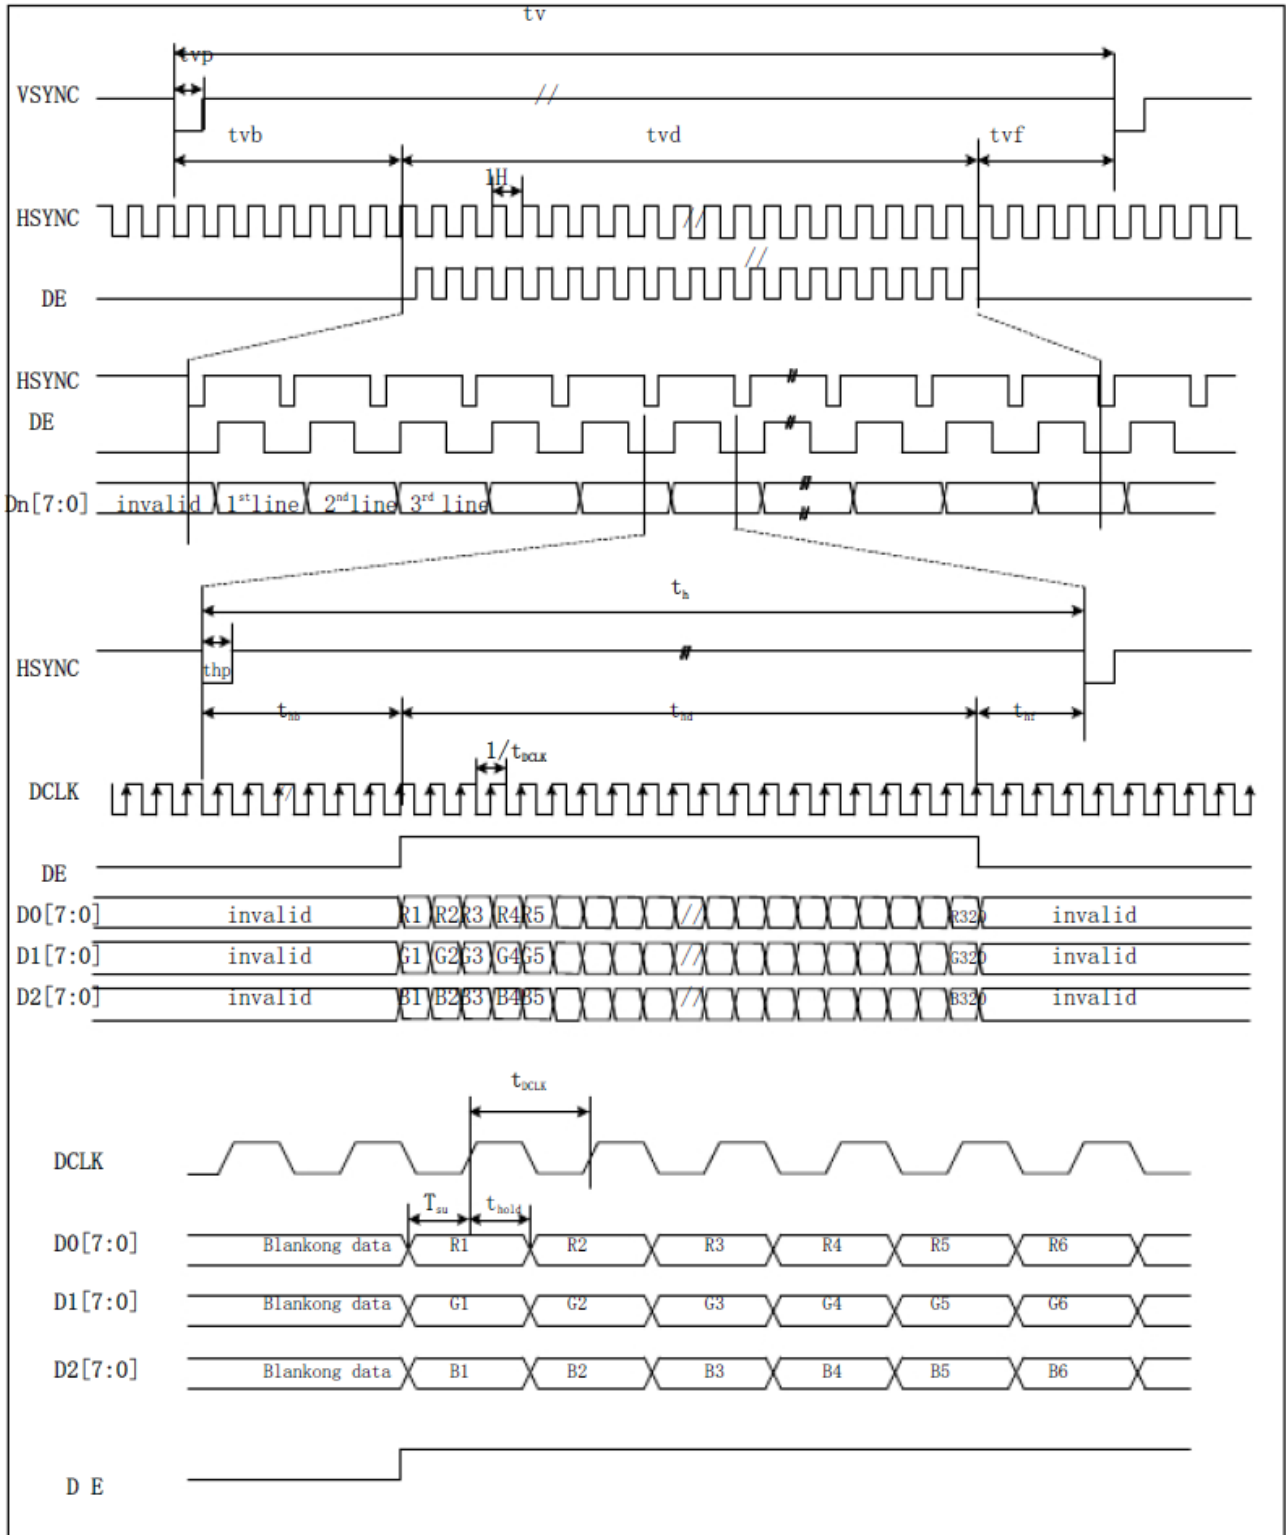 tv
tvp
VSYNC //
tvb tvd tvf
1H
HSYNC //
//
DE
HSYNC //
DE //
Dn[7:0] invalid 1st line 2nd line 3rd line //
//
th
HSYNC thp //
thb thd thf
1/tDCLK
DCLK //
DE
D0[7:0] invalid R1 R2 R3 R4 R5 // R320 invalid
D1[7:0] invalid G1 G2 G3 G4 G5 // G320 invalid
D2[7:0] invalid B1 B2 B3 B4 B5 // B320 invalid
tDCLK
DCLK
Tsu thold
D0[7:0] Blankong data R1 R2 R3 R4 R5 R6
D1[7:0] Blankong data G1 G2 G3 G4 G5 G6
D2[7:0] Blankong data B1 B2 B3 B4 B5 B6
D E